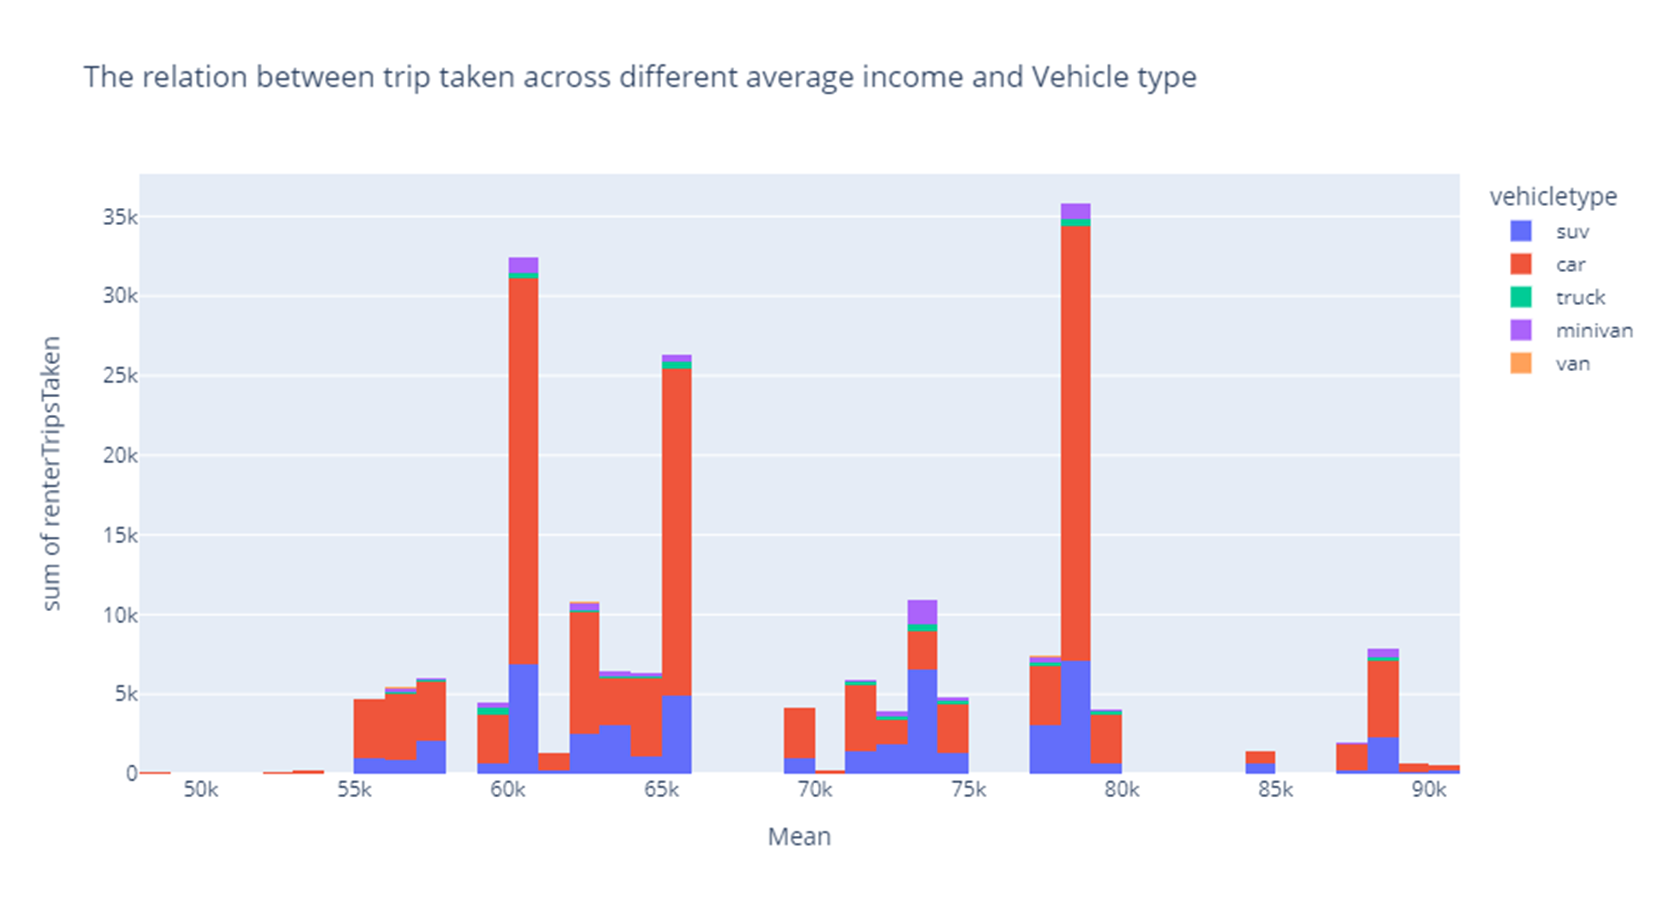 The relation between trip taken across different average income and Vehicle type
sum of renterTripsTaken
35k
30k
25k
20k
15k
10k
5k
0
50k
55k
60k
65k
70k
75k
80k
85k
90k
Mean
vehicletype
suv
car
truck
minivan
van